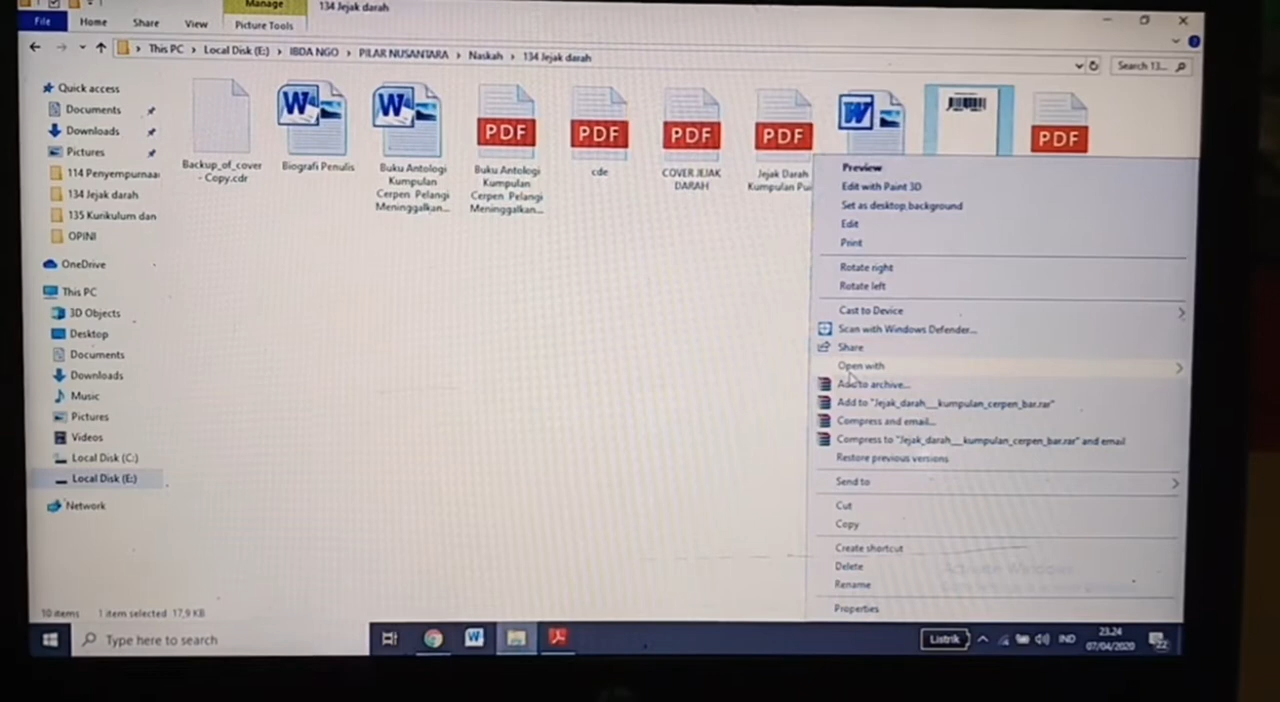 Manage
134 Jejak darah
File
Home
Share
View
Picture Tools
This PC > Local Disk (E:) > IBDA NGO > PILAR NUSANTARA > Naskah > 134 Jejak darah
Search 13...
Quick access
Documents
Downloads
Pictures
114 Penyempurnaa
134 Jejak darah
135 Kurikulum dan
OPINI
OneDrive
This PC
3D Objects
Desktop
Documents
Downloads
Music
Pictures
Videos
Local Disk (C:)
Local Disk (E:)
Network
Backup_of_cover
- Copy.cdr
Biografi Penulis
Buku Antologi
Kumpulan
Cerpen Pelangi
Meninggalkan...
PDF
Buku Antologi
Kumpulan
Cerpen Pelangi
Meninggalkan...
PDF
cde
PDF
COVER JEJAK
DARAH
PDF
Jejak Darah
Kumpulan Pui
PDF
Preview
Edit with Paint 3D
Set as desktop background
Edit
Print
Rotate right
Rotate left
Cast to Device
Scan with Windows Defender...
Share
Open with
Add to archive...
Add to "Jejak_darah__kumpulan_cerpen_bar.rar"
Compress and email...
Compress to "Jejak_darah__kumpulan_cerpen_bar.rar" and email
Restore previous versions
Send to
Cut
Copy
Create shortcut
Delete
Rename
Properties
10 items
1 item selected 17,9 KB
Type here to search
Listrik
IND
23.24
07/04/2020
22